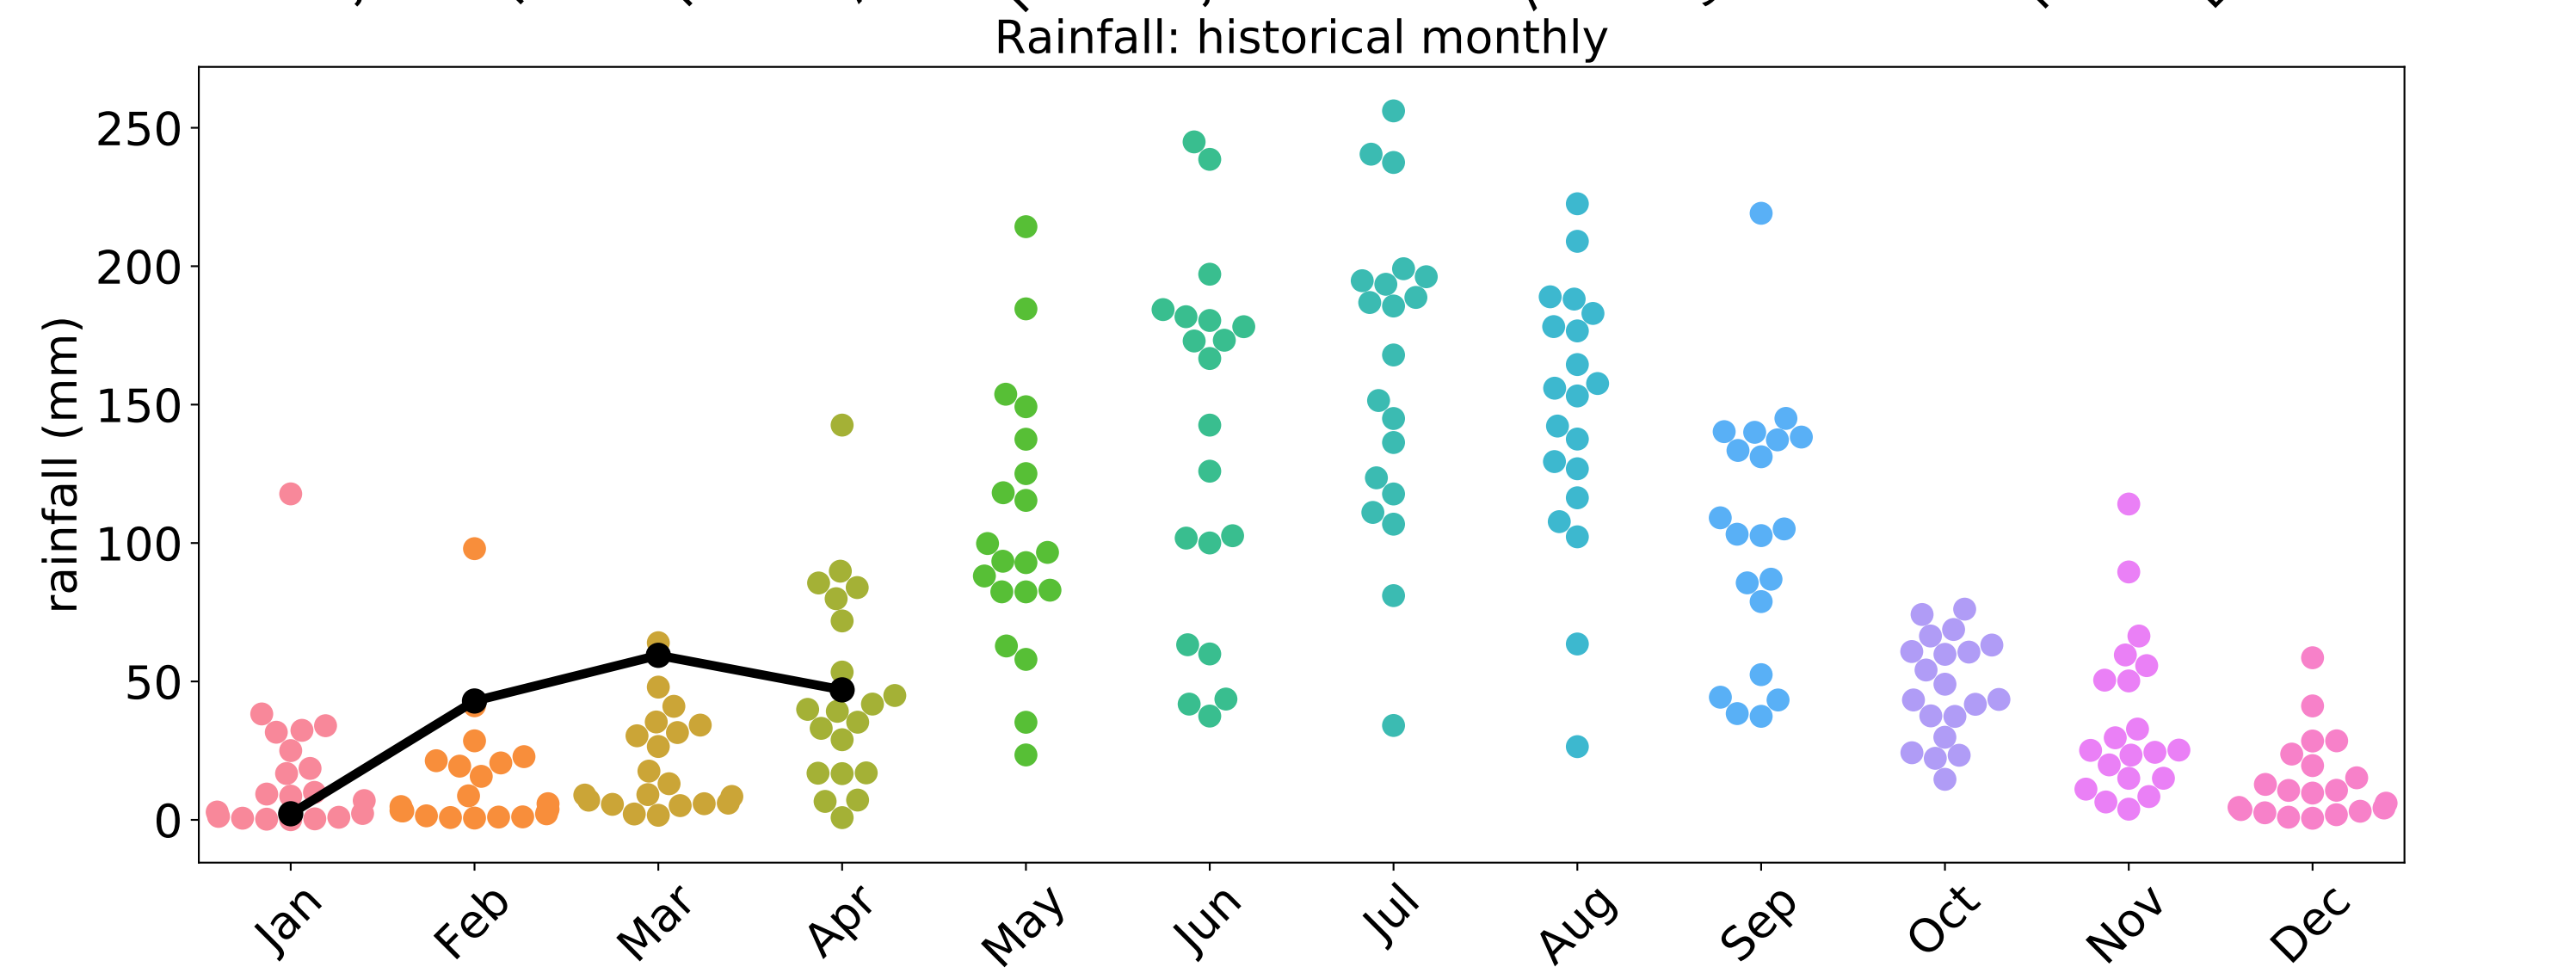 Rainfall: historical monthly
rainfall (mm)
250
200
150
100
50
0
Jan
Feb
Mar
Apr
May
Jun
Jul
Aug
Sep
Oct
Nov
Dec